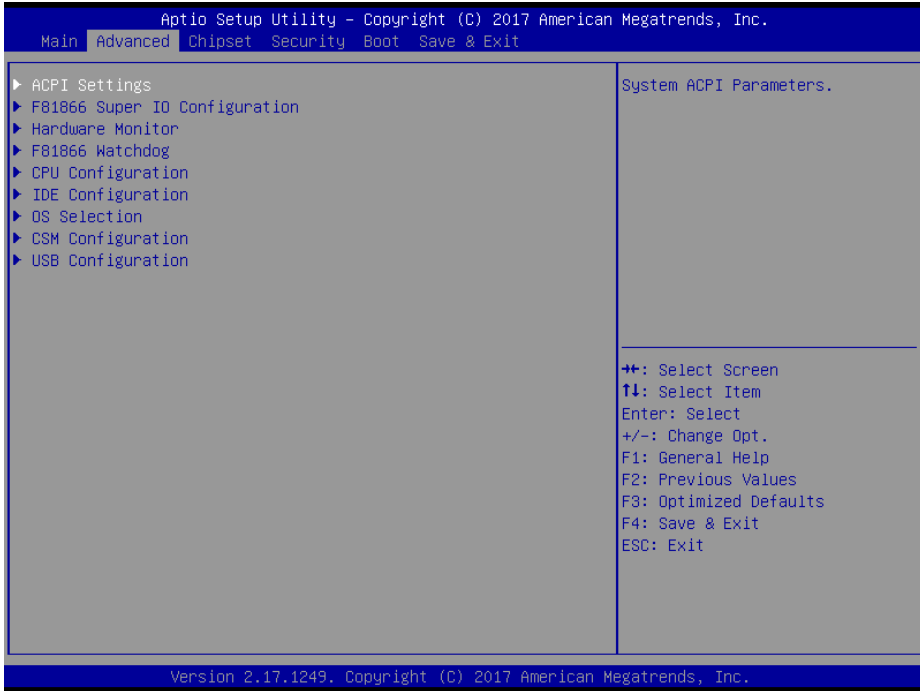 Aptio Setup Utility – Copyright (C) 2017 American Megatrends, Inc.
Main Advanced Chipset Security Boot Save & Exit
▶ ACPI Settings
▶ F81866 Super IO Configuration
▶ Hardware Monitor
▶ F81866 Watchdog
▶ CPU Configuration
▶ IDE Configuration
▶ OS Selection
▶ CSM Configuration
▶ USB Configuration
System ACPI Parameters.
→←: Select Screen
↑↓: Select Item
Enter: Select
+/-: Change Opt.
F1: General Help
F2: Previous Values
F3: Optimized Defaults
F4: Save & Exit
ESC: Exit
Version 2.17.1249. Copyright (C) 2017 American Megatrends, Inc.